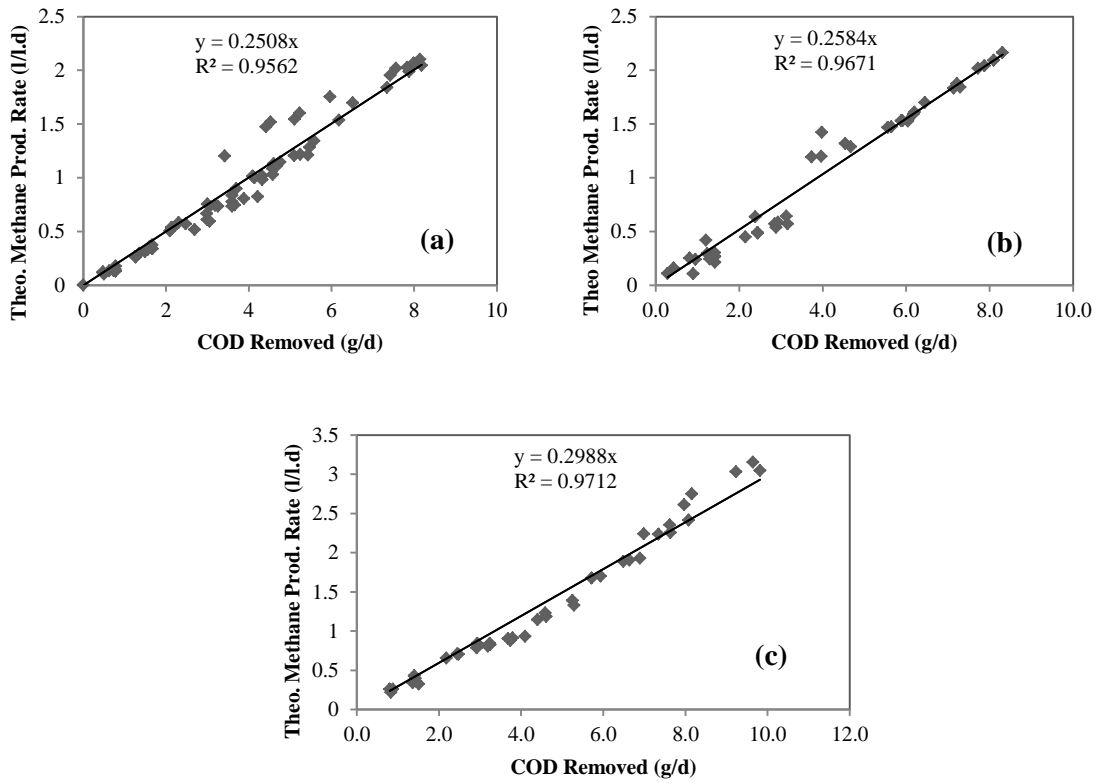 Theo. Methane Prod. Rate (l/l.d)
2.5
2
1.5
1
0.5
0
y = 0.2508x
R² = 0.9562
(a)
0
2
4
6
8
10
COD Removed (g/d)
Theo Methane Prod. Rate (l/l.d)
2.5
2
1.5
1
0.5
0
y = 0.2584x
R² = 0.9671
(b)
0.0
2.0
4.0
6.0
8.0
10.0
COD Removed (g/d)
Theo. Methane Prod. Rate (l/l.d)
3.5
3
2.5
2
1.5
1
0.5
0
y = 0.2988x
R² = 0.9712
(c)
0.0
2.0
4.0
6.0
8.0
10.0
12.0
COD Removed (g/d)